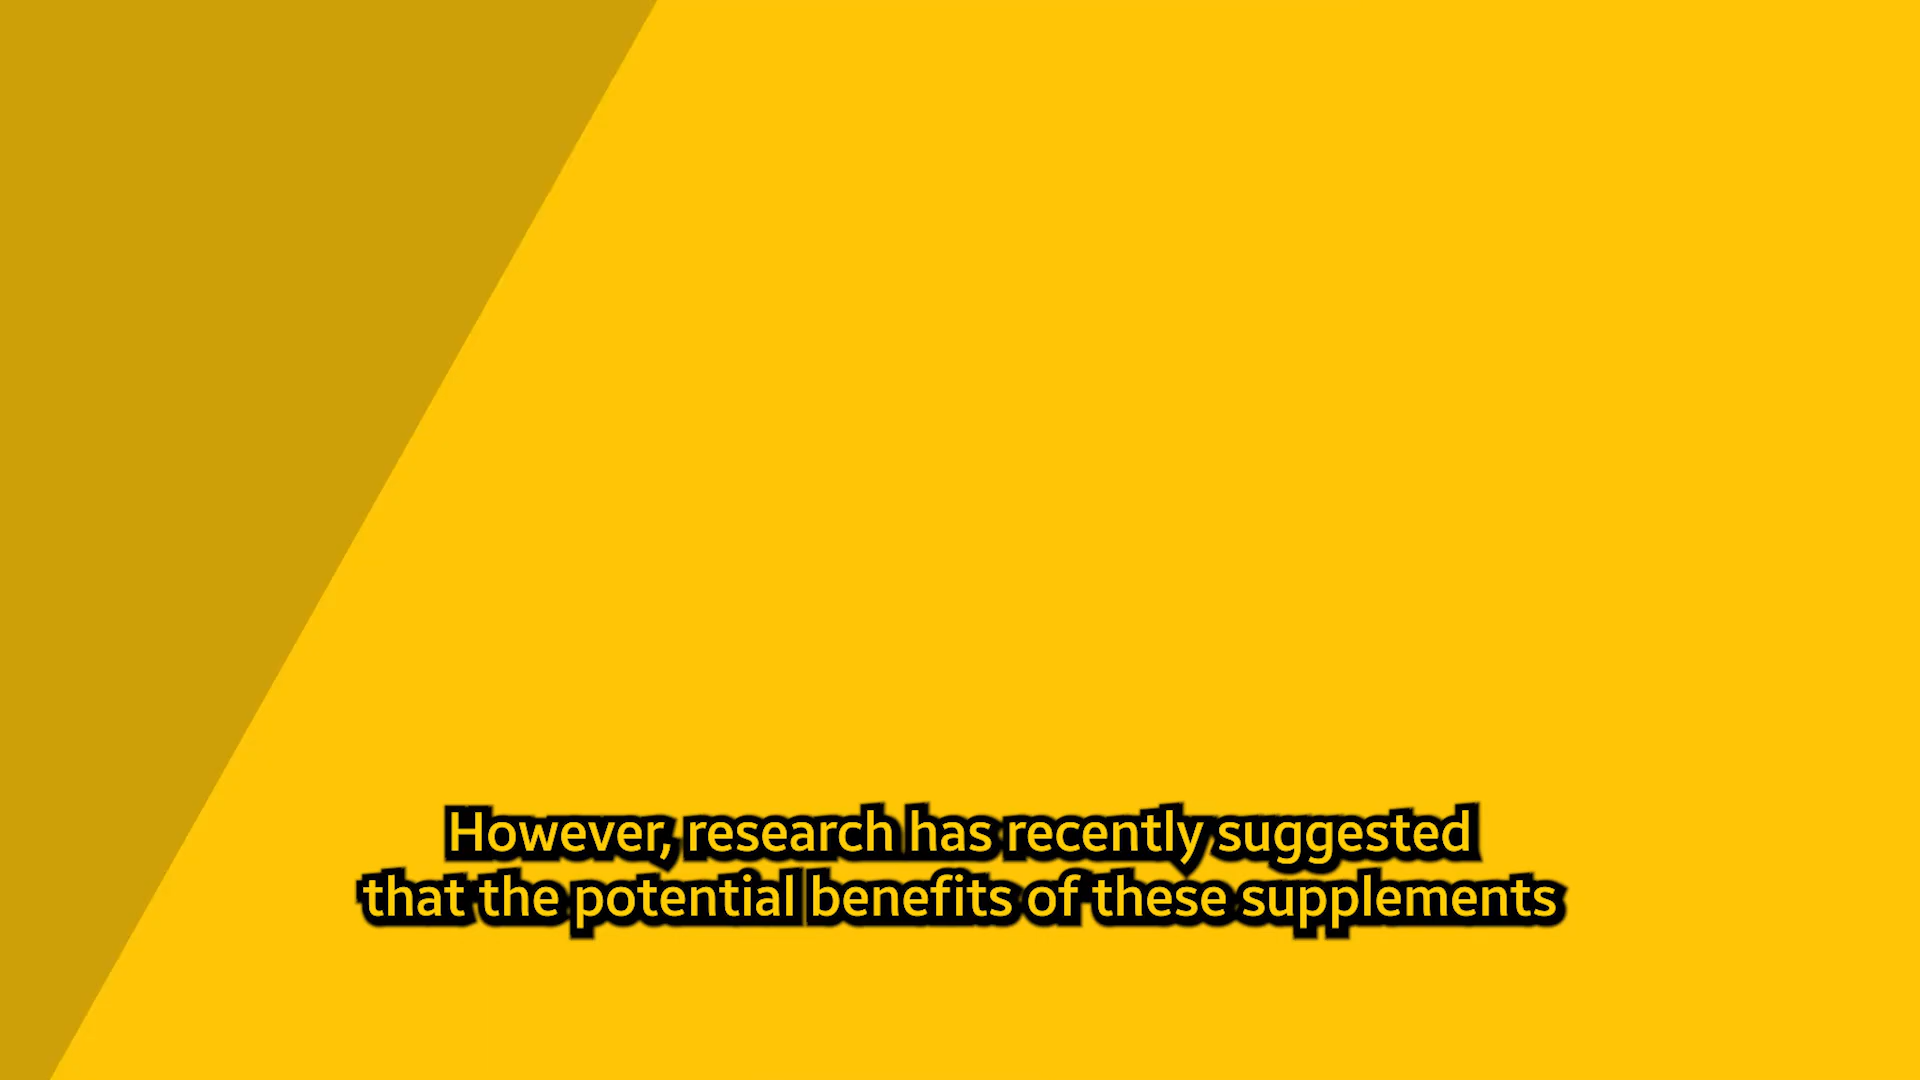 However, research has recently suggested
that the potential benefits of these supplements